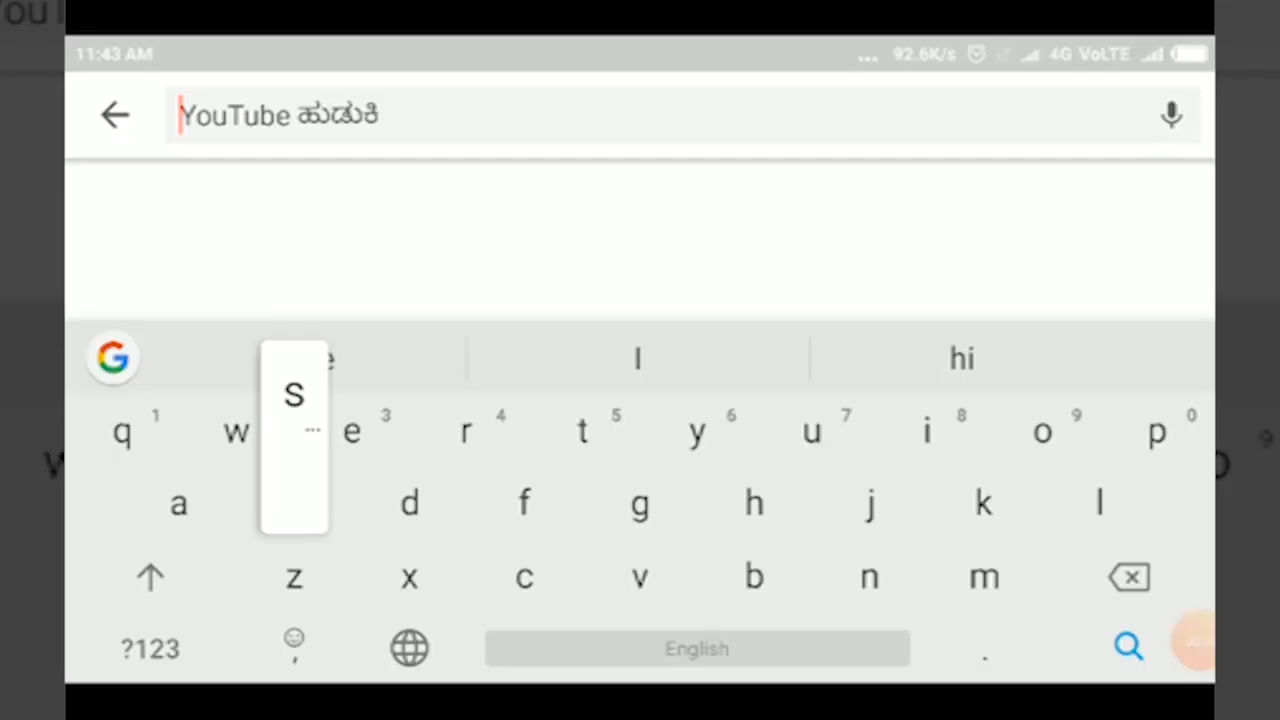 11:43 AM ... 92.6K/s 4G VoLTE
YouTube ಹುಡುಕಿ
I hi
q 1 w e 3 r 4 t 5 y 6 u 7 i 8 o 9 p 0
S
a d f g h j k l
z x c v b n m
?123 , English .